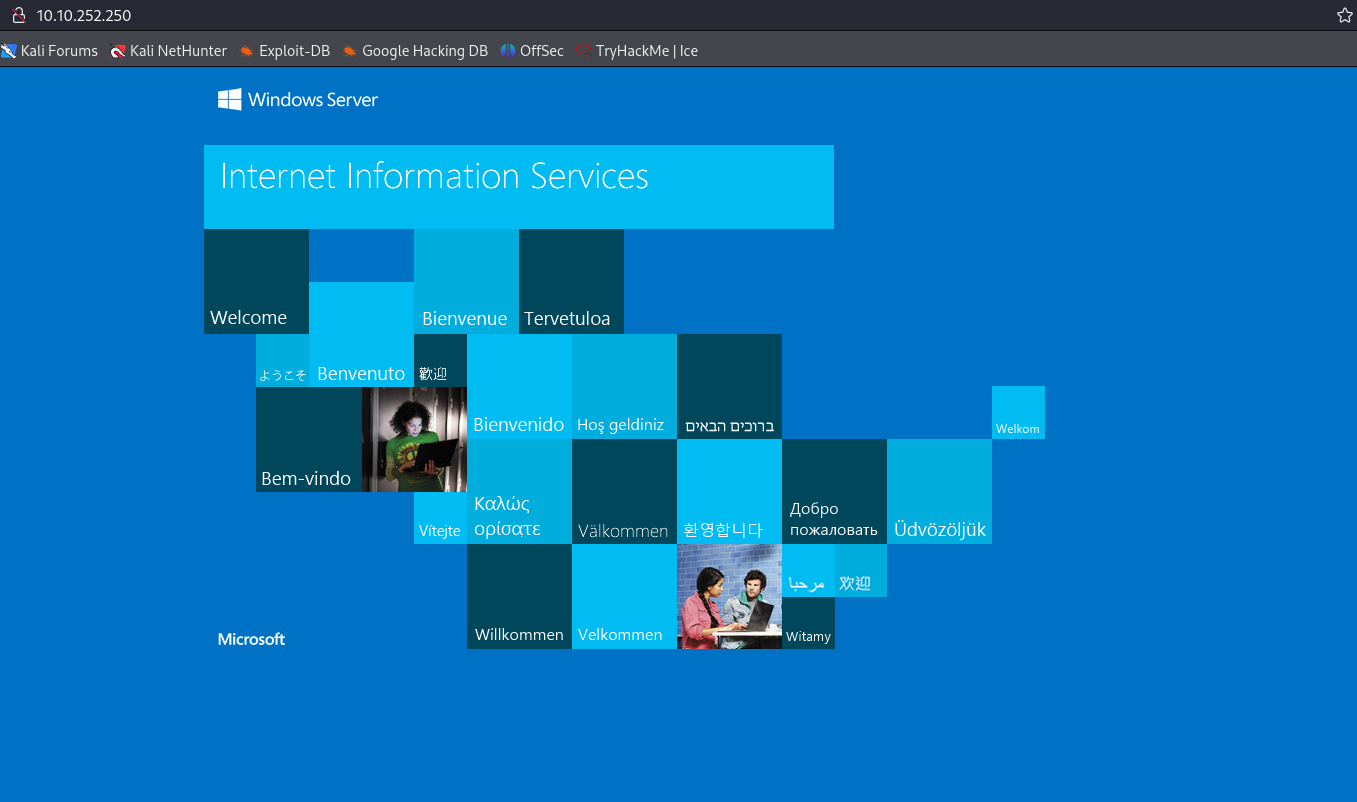 10.10.252.250
Kali Forums
Kali NetHunter
Exploit-DB
Google Hacking DB
OffSec
TryHackMe | Ice
Windows Server
Internet Information Services
Welcome
Bienvenue
Tervetuloa
ようこそ
Benvenuto
歡迎
Bienvenido
Hoş geldiniz
ברוכים הבאים
Welkom
Bem-vindo
Vítejte
Καλώς
ορίσατε
Välkommen
환영합니다
Добро
пожаловать
Üdvözöljük
Microsoft
Willkommen
Velkommen
مرحبا
欢迎
Witamy